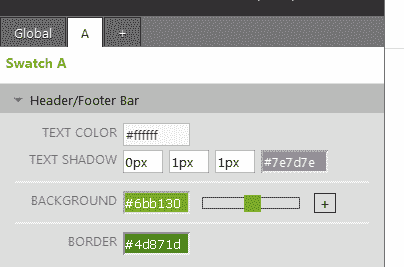 Global A +
Swatch A
Header/Footer Bar
TEXT COLOR #ffffff
TEXT SHADOW 0px 1px 1px #7e7d7e
BACKGROUND #6bb130 +
BORDER #4d871d